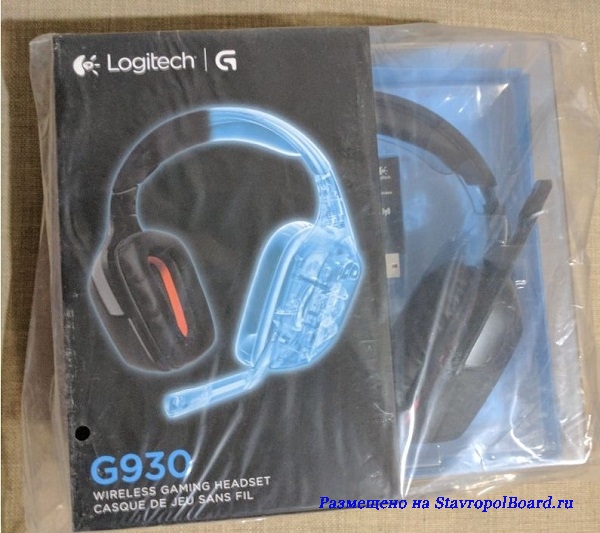 Logitech | G
G930
WIRELESS GAMING HEADSET
CASQUE DE JEU SANS FIL
Размещено на StavropolBoard.ru